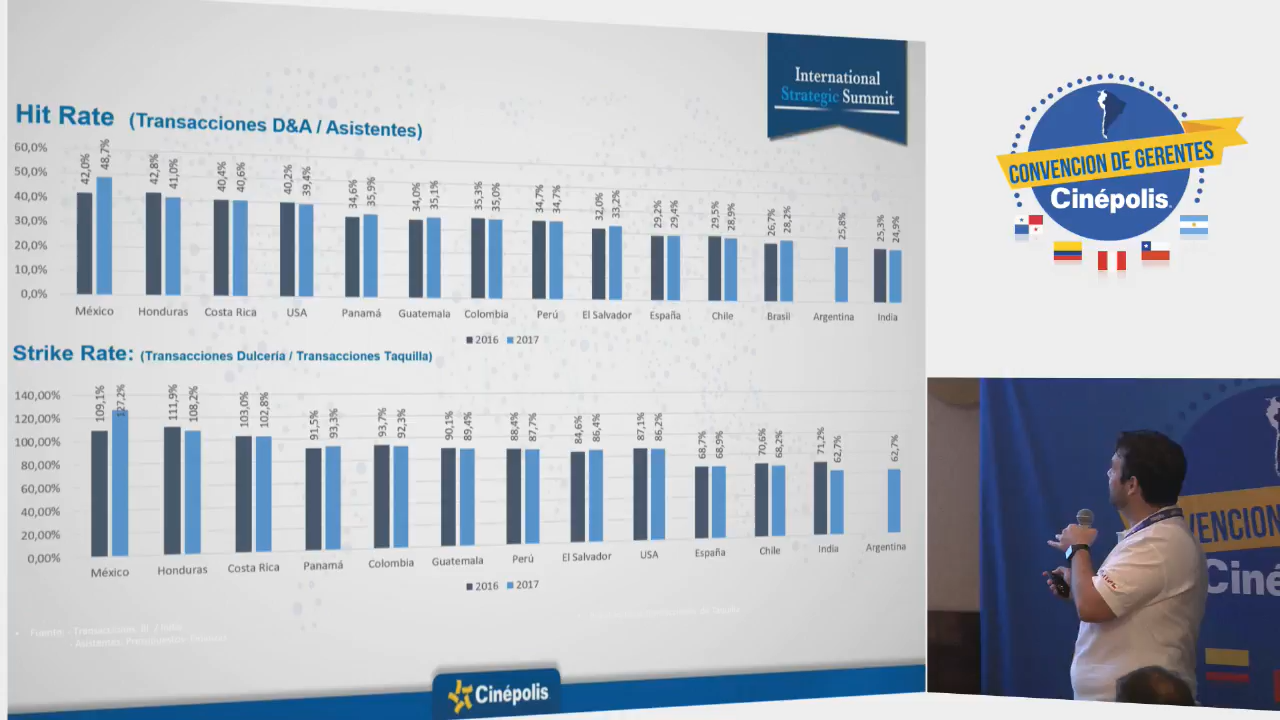 International
Strategic Summit
Hit Rate (Transacciones D&A / Asistentes)
60,0%
50,0%
40,0%
30,0%
20,0%
10,0%
0,0%
42,0% 48,7% 42,8% 41,0% 40,4% 40,6% 40,2% 39,4% 34,6% 35,9% 34,0% 35,1% 35,3% 35,0% 34,7% 34,7% 32,0% 33,2% 29,2% 29,4% 29,5% 28,9% 26,7% 28,2% 25,8% 25,3% 24,9%
México Honduras Costa Rica USA Panamá Guatemala Colombia Perú El Salvador España Chile Brasil Argentina India
2016 2017
Strike Rate: (Transacciones Dulcería / Transacciones Taquilla)
140,00%
120,00%
100,00%
80,00%
60,00%
40,00%
20,00%
0,00%
109,1% 127,2% 111,9% 108,2% 103,0% 102,8% 91,5% 93,3% 93,7% 92,3% 90,1% 89,4% 88,4% 87,7% 84,6% 86,4% 87,1% 86,2% 68,7% 68,9% 70,6% 68,2% 71,2% 62,7% 62,7%
México Honduras Costa Rica Panamá Colombia Guatemala Perú El Salvador USA España Chile India Argentina
2016 2017
Cinépolis
CONVENCION DE GERENTES
Cinépolis
VENCION
Ciné